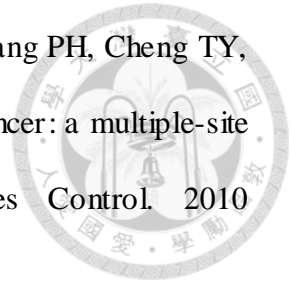 ang PH, Cheng TY,
ncer: a multiple-site
es Control. 2010